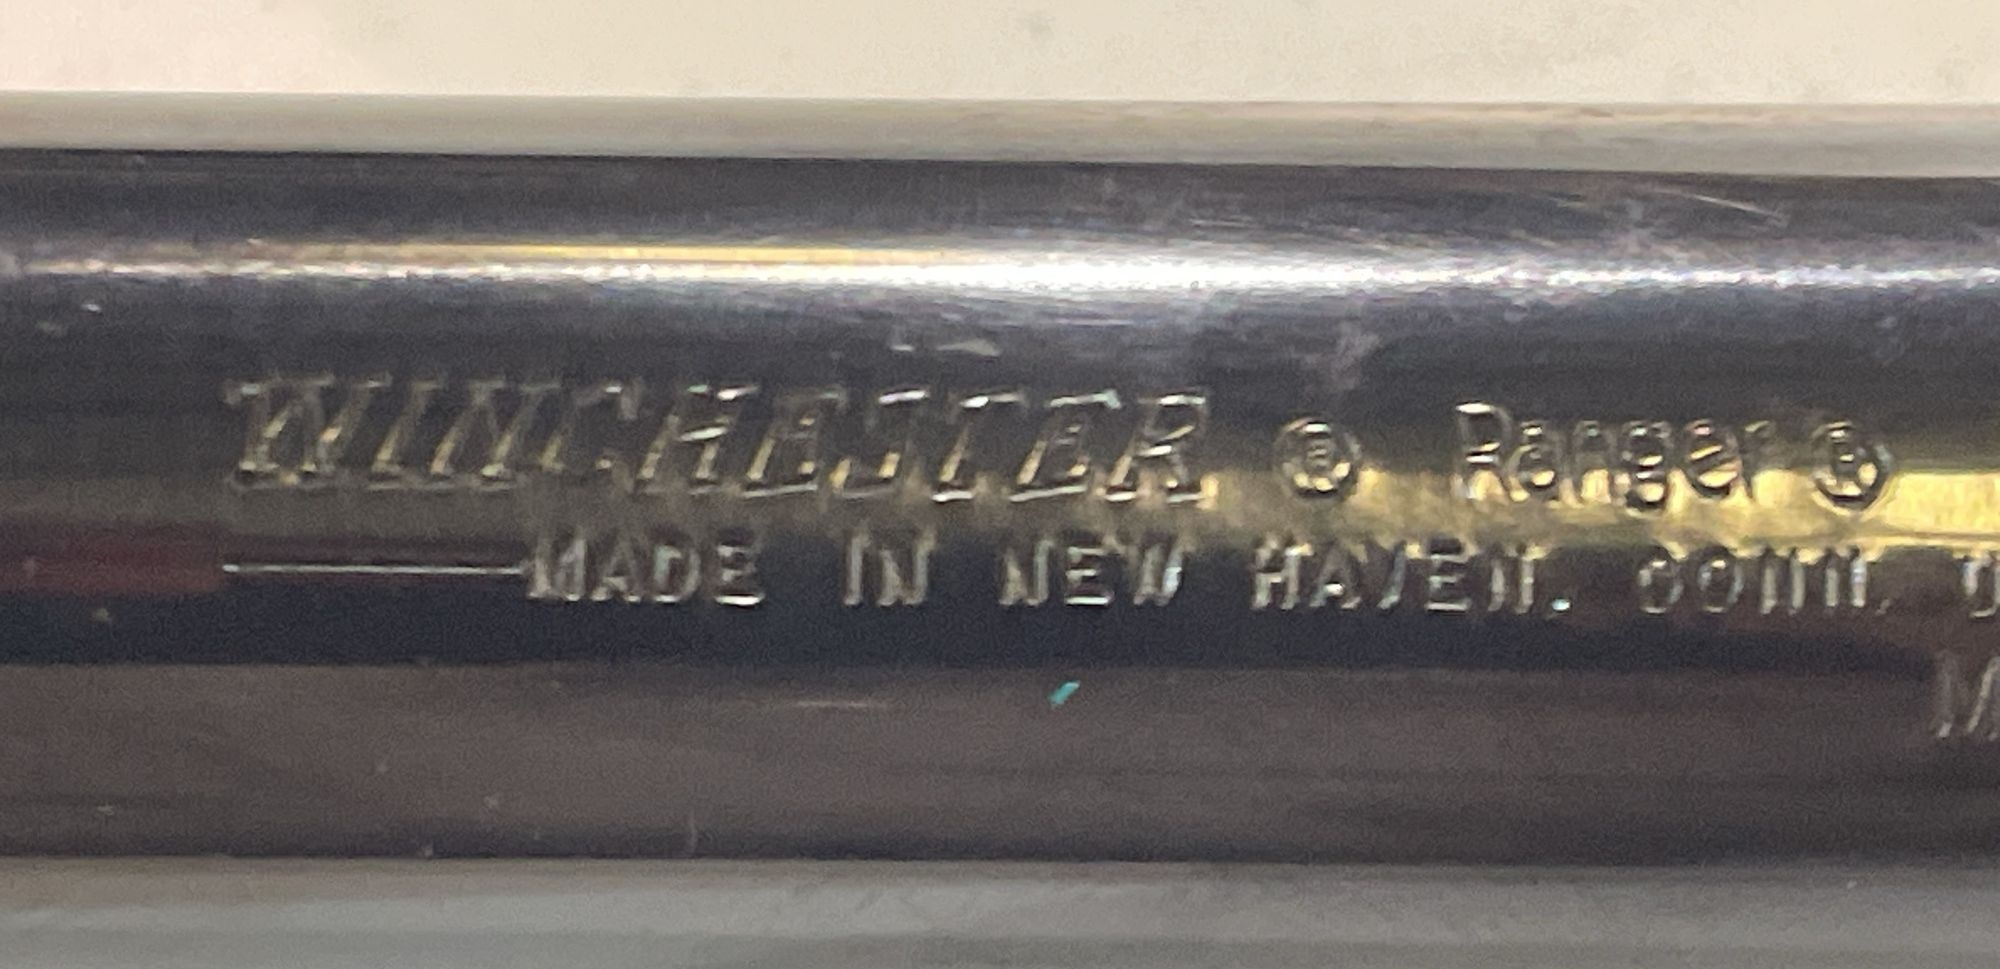 WINCHESTER ® Ranger ®
MADE IN NEW HAVEN, CONN.